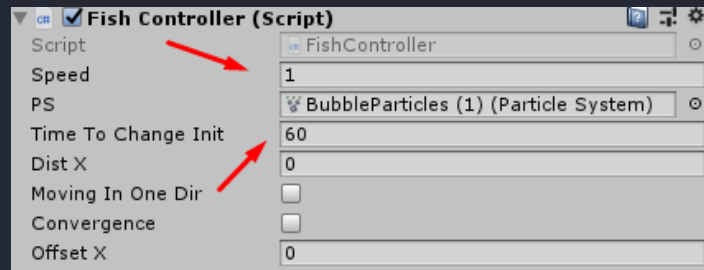 Fish Controller (Script)
Script FishController
Speed 1
PS BubbleParticles (1) (Particle System)
Time To Change Init 60
Dist X 0
Moving In One Dir
Convergence
Offset X 0